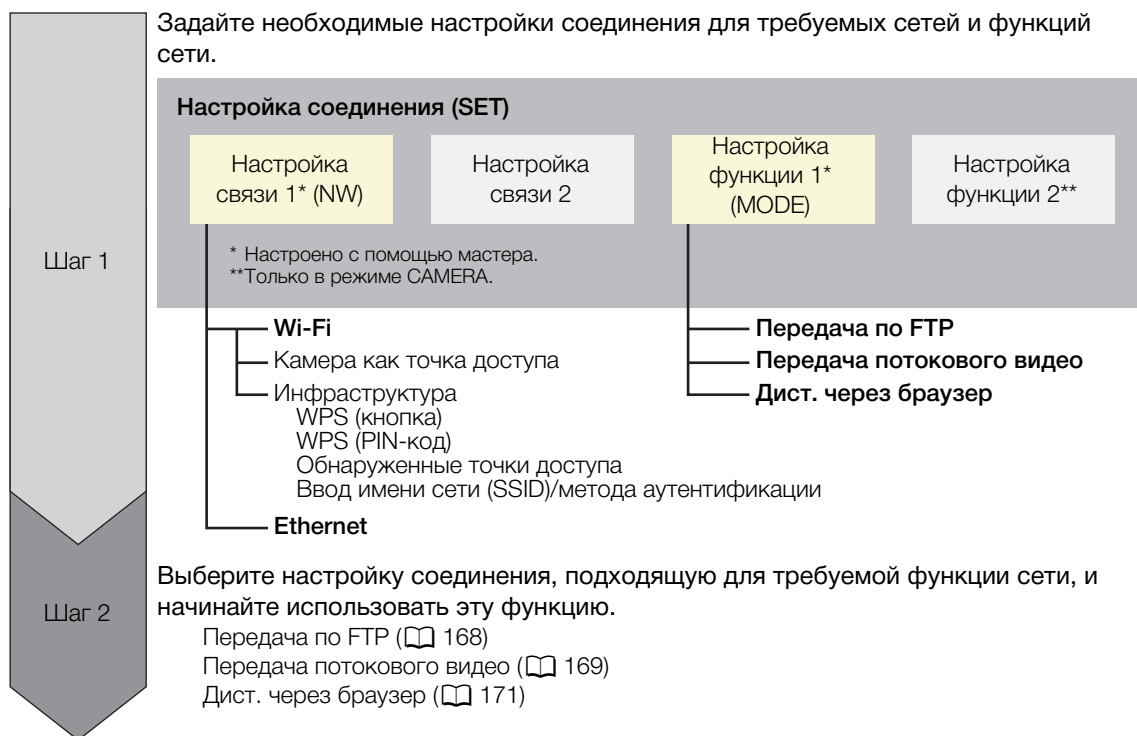 Задайте необходимые настройки соединения для требуемых сетей и функций
сети.
Шаг 1
Настройка соединения (SET)
Настройка
связи 1* (NW)
Настройка
связи 2
Настройка
функции 1*
(MODE)
Настройка
функции 2**
* Настроено с помощью мастера.
**Только в режиме CAMERA.
Wi-Fi
Камера как точка доступа
Инфраструктура
WPS (кнопка)
WPS (PIN-код)
Обнаруженные точки доступа
Ввод имени сети (SSID)/метода аутентификации
Ethernet
Передача по FTP
Передача потокового видео
Дист. через браузер
Шаг 2
Выберите настройку соединения, подходящую для требуемой функции сети, и
начинайте использовать эту функцию.
Передача по FTP (📖 168)
Передача потокового видео (📖 169)
Дист. через браузер (📖 171)